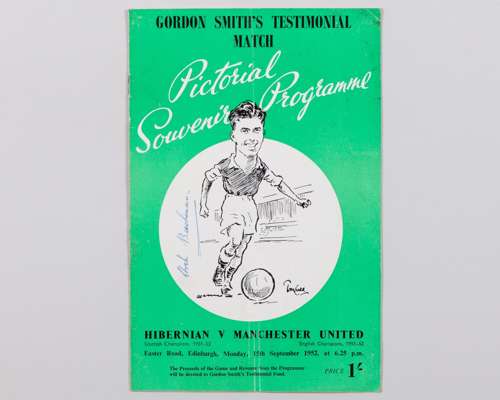 GORDON SMITH'S TESTIMONIAL
MATCH
Pictorial
Souvenir Programme
HIBERNIAN V MANCHESTER UNITED
Scottish Champions, 1951-52 English Champions, 1951-52
Easter Road, Edinburgh, Monday, 15th September 1952, at 6.25 p.m.
The Proceeds of the Game and Revenue from the Programme
will be devoted to Gordon Smith's Testimonial Fund.
PRICE 1/-